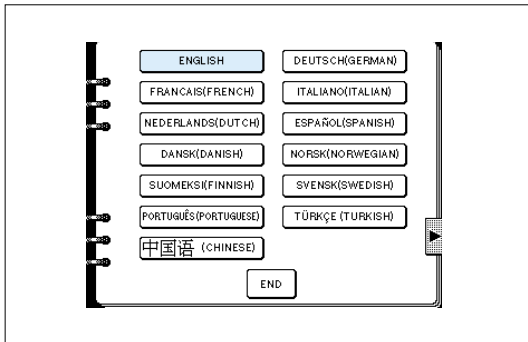 ENGLISH
DEUTSCH(GERMAN)
FRANCAIS(FRENCH)
ITALIANO(ITALIAN)
NEDERLANDS(DUTCH)
ESPAÑOL(SPANISH)
DANSK(DANISH)
NORSK(NORWEGIAN)
SUOMEKSI(FINNISH)
SVENSK(SWEDISH)
PORTUGUÊS(PORTUGUESE)
TÜRKÇE (TURKISH)
中国语 (CHINESE)
END